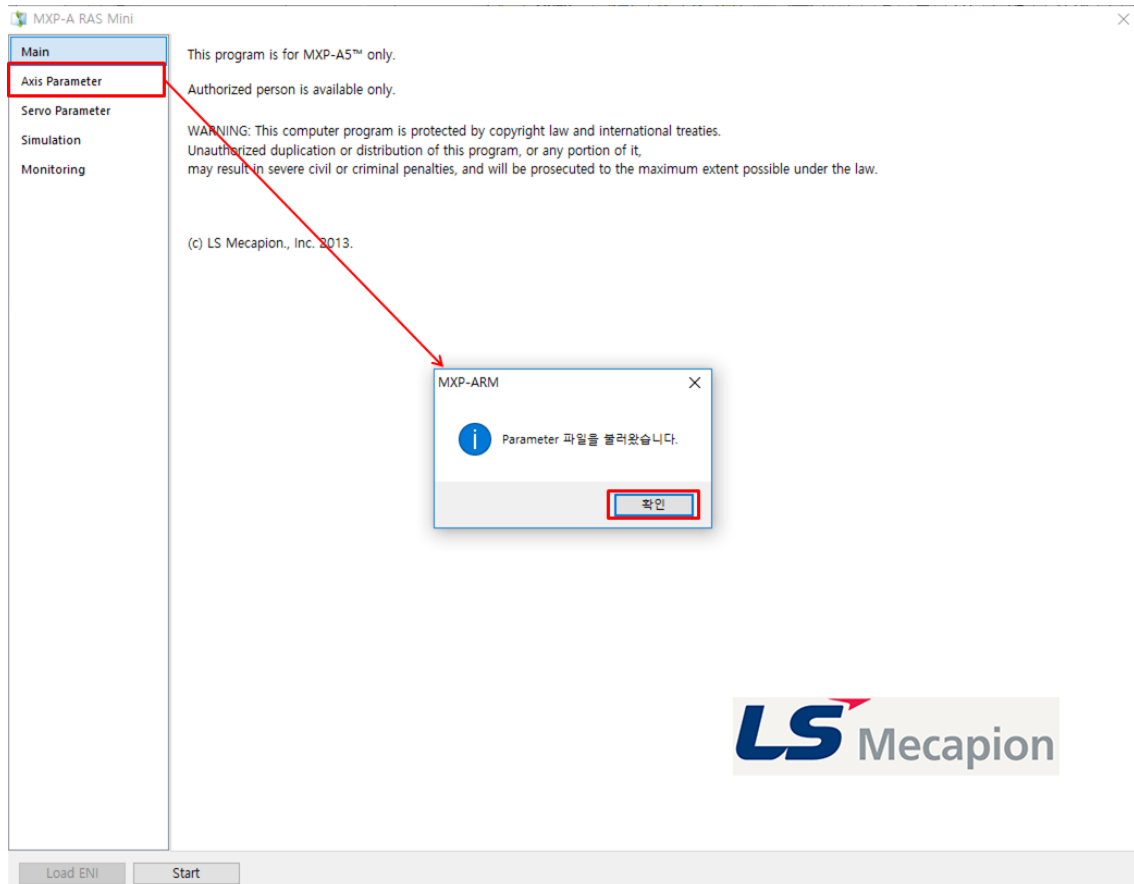 MXP-A RAS Mini
Main
Axis Parameter
Servo Parameter
Simulation
Monitoring
This program is for MXP-A5™ only.
Authorized person is available only.
WARNING: This computer program is protected by copyright law and international treaties.
Unauthorized duplication or distribution of this program, or any portion of it,
may result in severe civil or criminal penalties, and will be prosecuted to the maximum extent possible under the law.
(c) LS Mecapion., Inc. 2013.
MXP-ARM
Parameter 파일을 불러왔습니다.
확인
LS Mecapion
Load ENI
Start